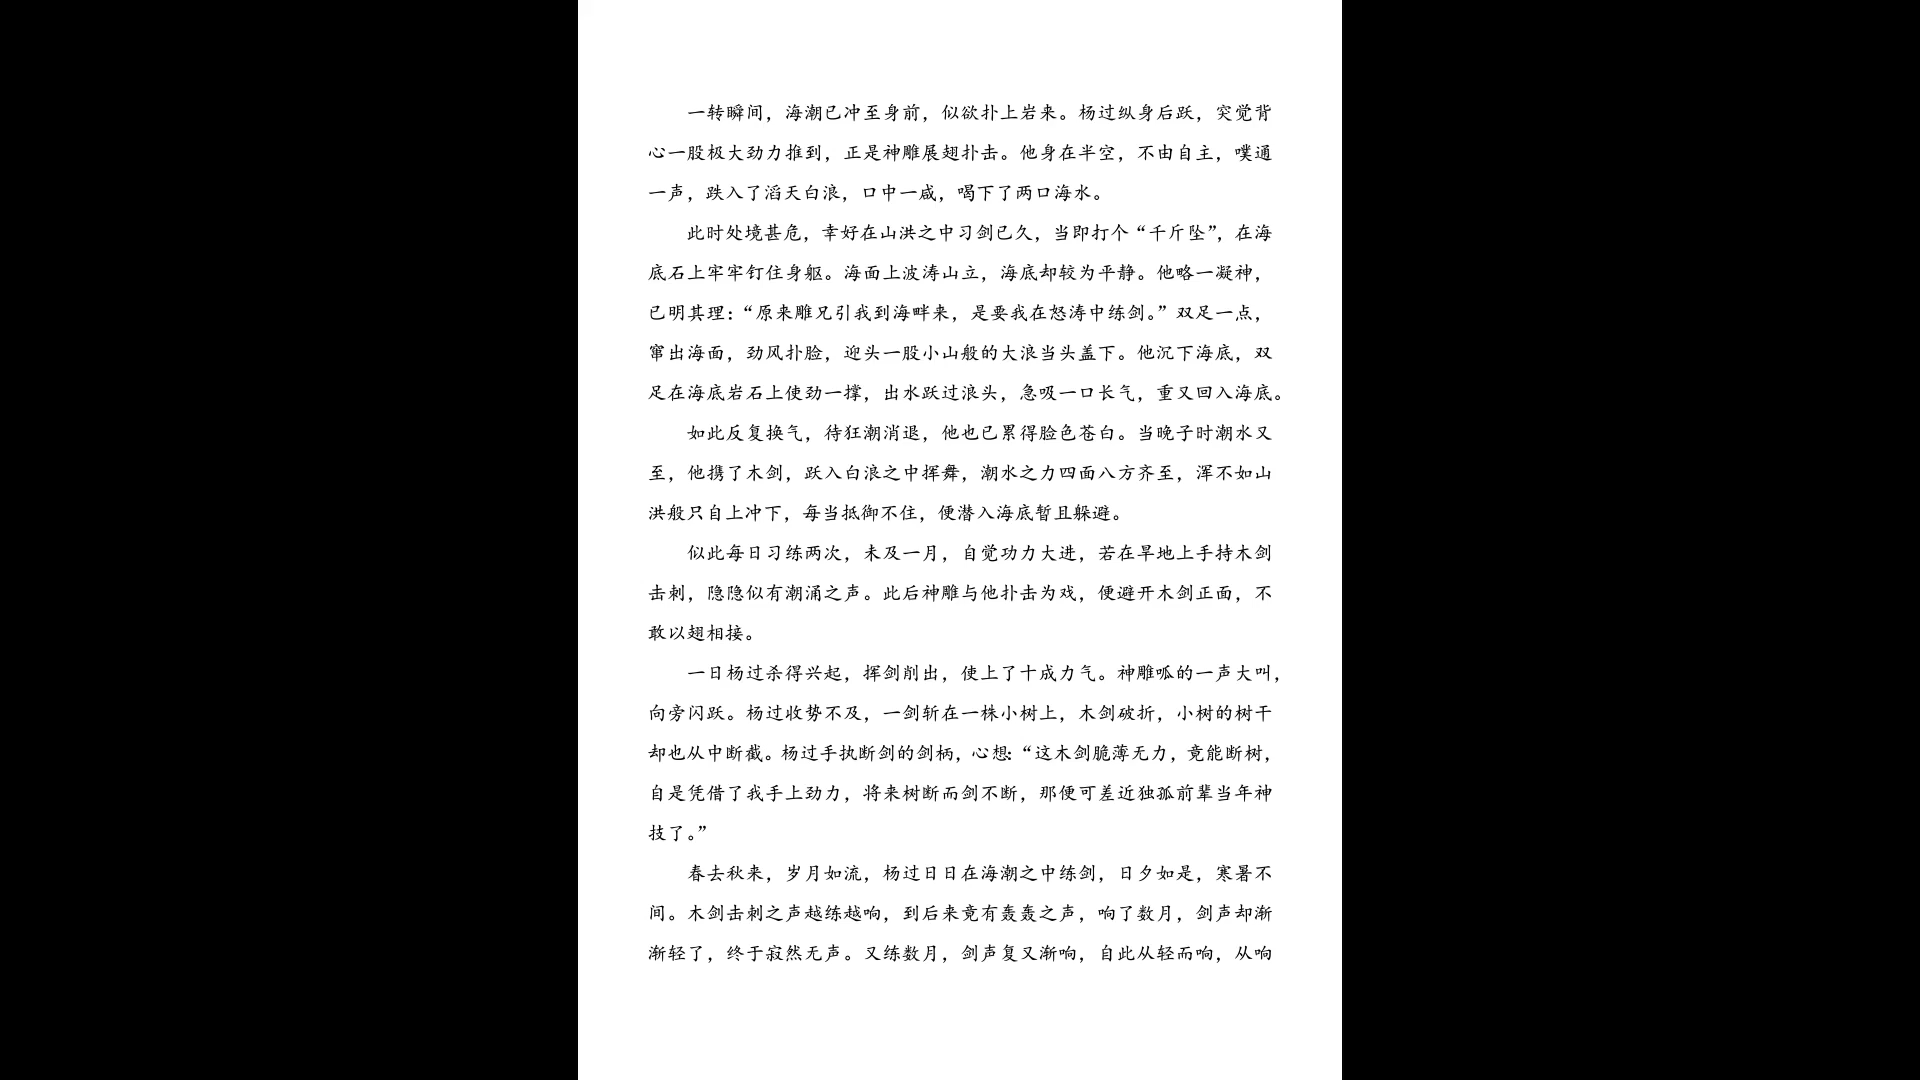 一转瞬间，海潮已冲至身前，似欲扑上岩来。杨过纵身后跃，突觉背
心一股极大劲力推到，正是神雕展翅扑击。他身在半空，不由自主，噗通
一声，跌入了滔天白浪，口中一咸，喝下了两口海水。
此时处境甚危，幸好在山洪之中习剑已久，当即打个“千斤坠”，在海
底石上牢牢钉住身躯。海面上波涛山立，海底却较为平静。他略一凝神，
已明其理：“原来雕兄引我到海畔来，是要我在怒涛中练剑。”双足一点，
窜出海面，劲风扑脸，迎头一股小山般的大浪当头盖下。他沉下海底，双
足在海底岩石上使劲一撑，出水跃过浪头，急吸一口长气，重又回入海底。
如此反复换气，待狂潮消退，他也已累得脸色苍白。当晚子时潮水又
至，他携了木剑，跃入白浪之中挥舞，潮水之力四面八方齐至，浑不如山
洪般只自上冲下，每当抵御不住，便潜入海底暂且躲避。
似此每日习练两次，未及一月，自觉功力大进，若在旱地上手持木剑
击刺，隐隐似有潮涌之声。此后神雕与他扑击为戏，便避开木剑正面，不
敢以翅相接。
一日杨过杀得兴起，挥剑削出，使上了十成力气。神雕呱的一声大叫，
向旁闪跃。杨过收势不及，一剑斩在一株小树上，木剑破折，小树的树干
却也从中断截。杨过手执断剑的剑柄，心想：“这木剑脆薄无力，竟能断树，
自是凭借了我手上劲力，将来树断而剑不断，那便可差近独孤前辈当年神
技了。”
春去秋来，岁月如流，杨过日日在海潮之中练剑，日夕如是，寒暑不
间。木剑击刺之声越练越响，到后来竟有轰轰之声，响了数月，剑声却渐
渐轻了，终于寂然无声。又练数月，剑声复又渐响，自此从轻而响，从响